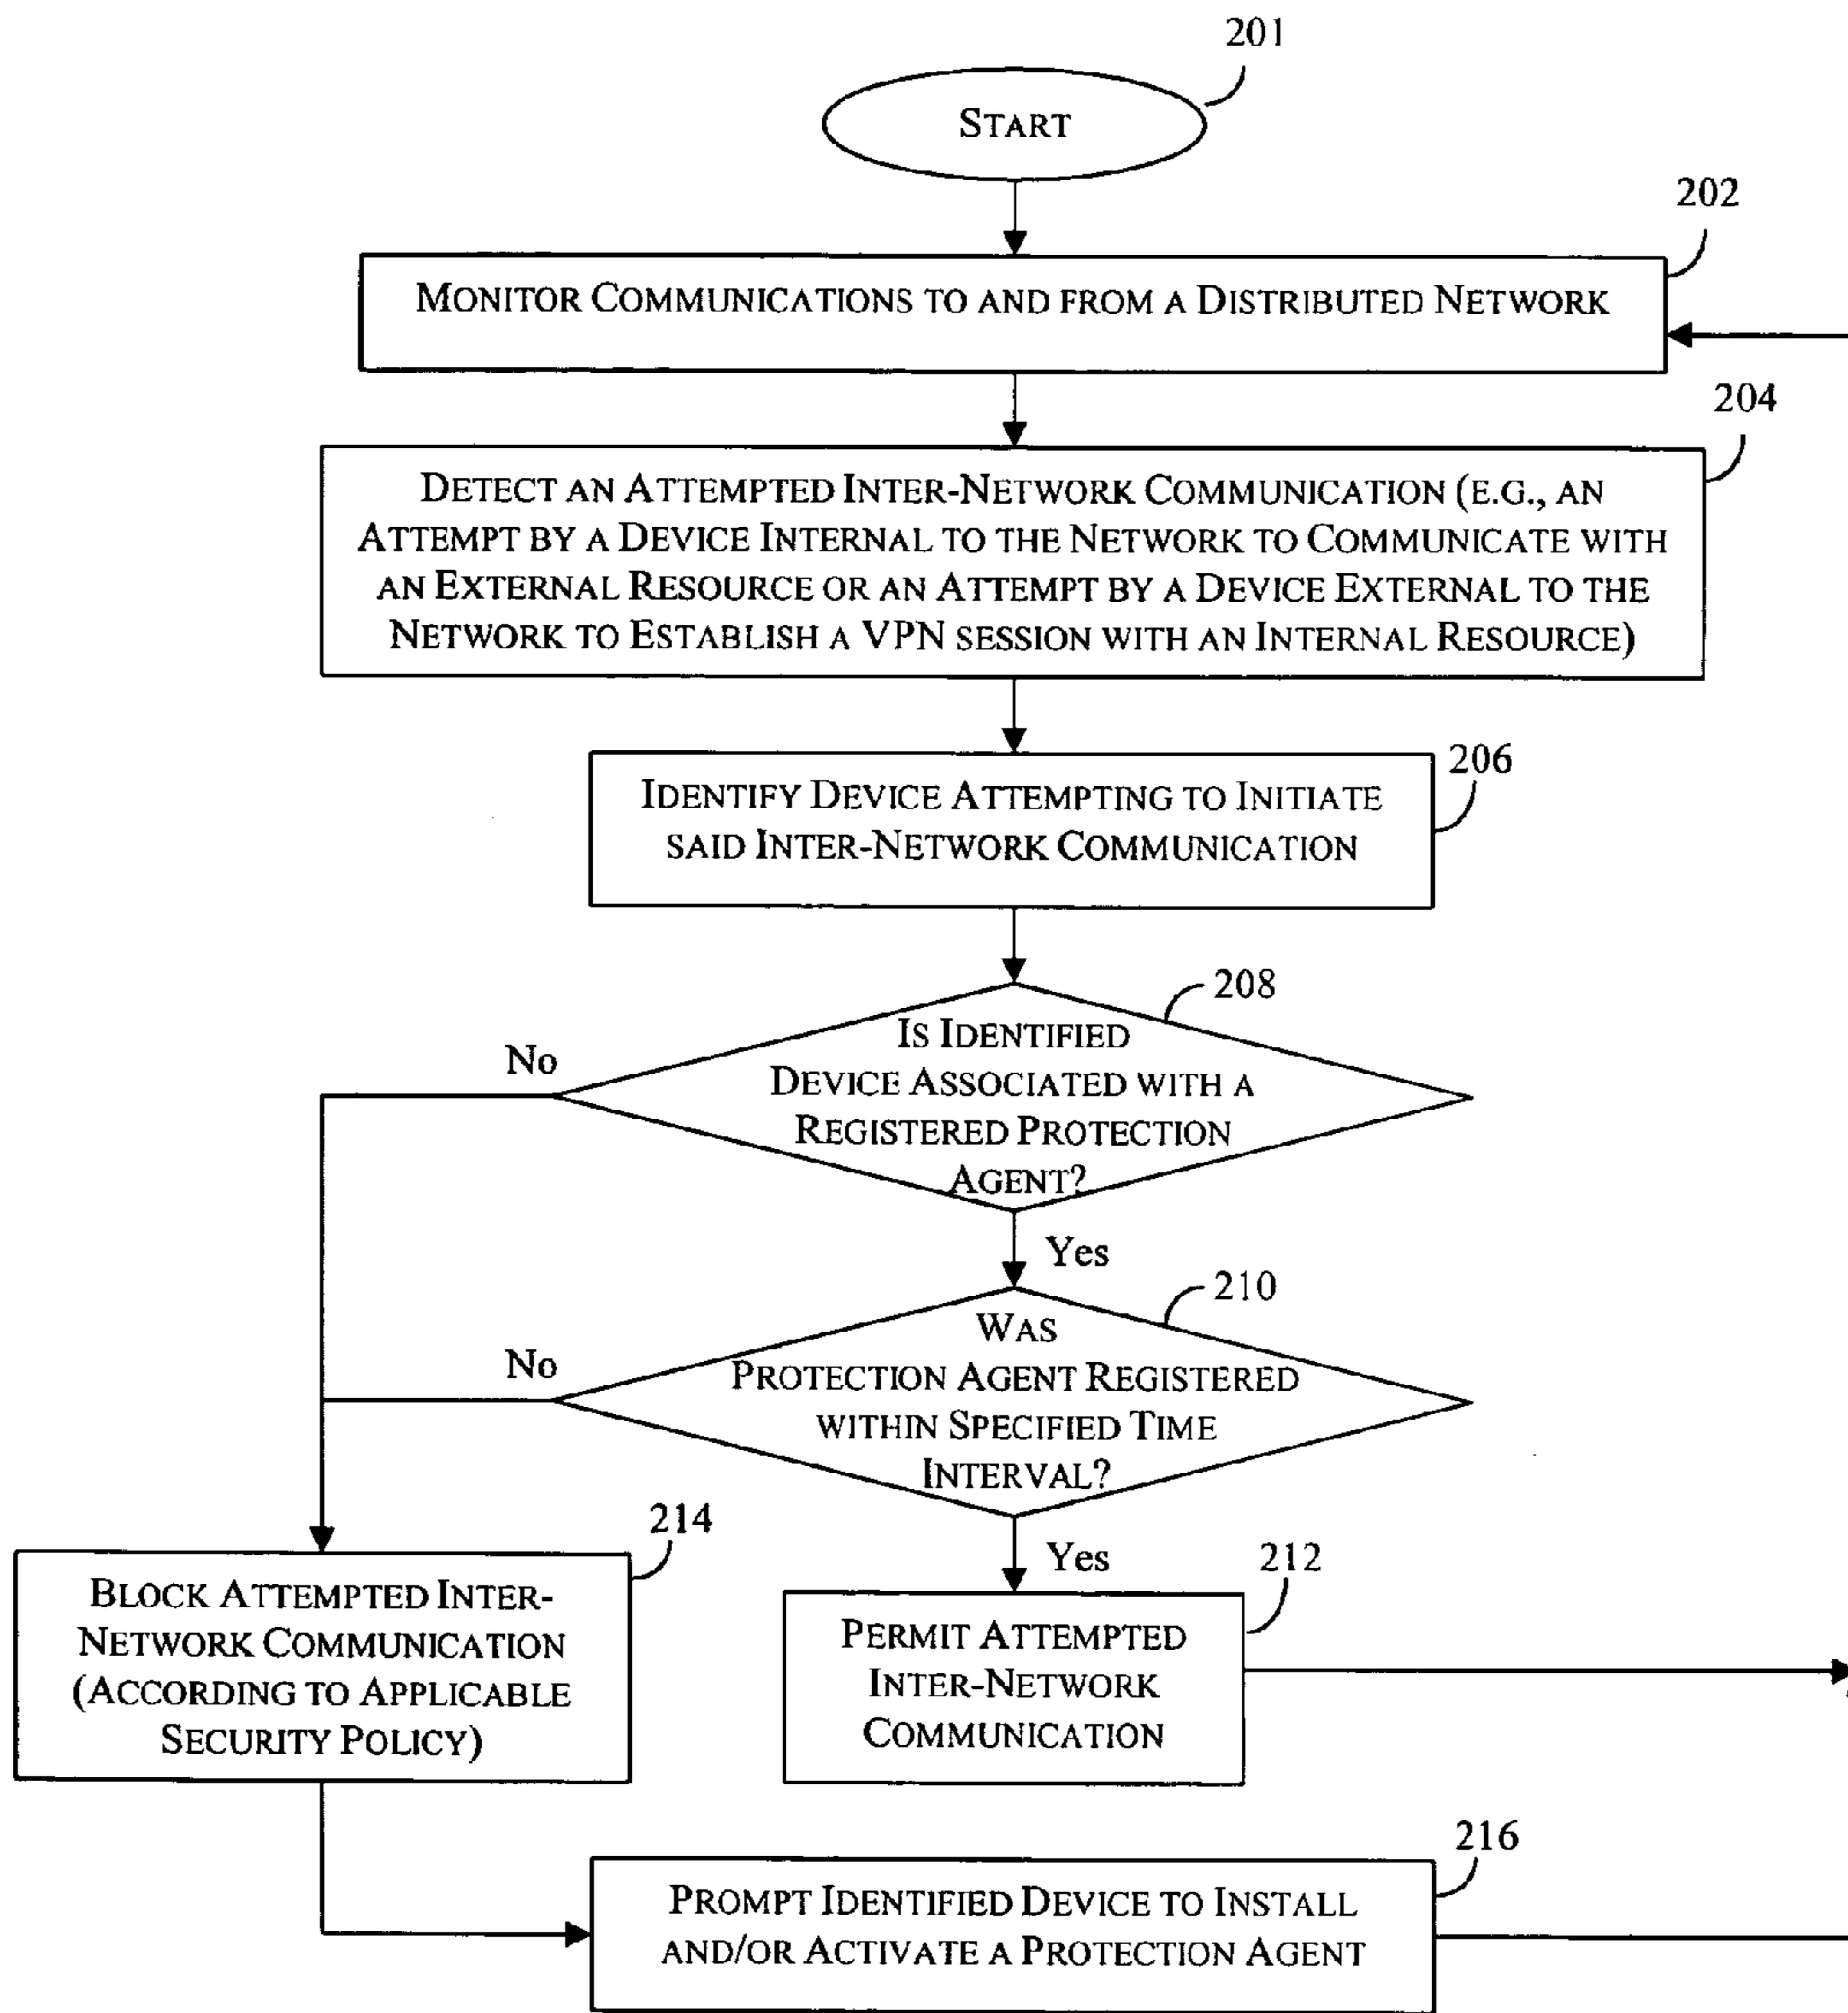 201
START
202
MONITOR COMMUNICATIONS TO AND FROM A DISTRIBUTED NETWORK
204
DETECT AN ATTEMPTED INTER-NETWORK COMMUNICATION (E.G., AN
ATTEMPT BY A DEVICE INTERNAL TO THE NETWORK TO COMMUNICATE WITH
AN EXTERNAL RESOURCE OR AN ATTEMPT BY A DEVICE EXTERNAL TO THE
NETWORK TO ESTABLISH A VPN SESSION WITH AN INTERNAL RESOURCE)
206
IDENTIFY DEVICE ATTEMPTING TO INITIATE
SAID INTER-NETWORK COMMUNICATION
208
IS IDENTIFIED
DEVICE ASSOCIATED WITH A
REGISTERED PROTECTION
AGENT?
No
Yes
210
WAS
PROTECTION AGENT REGISTERED
WITHIN SPECIFIED TIME
INTERVAL?
No
Yes
214
BLOCK ATTEMPTED INTER-
NETWORK COMMUNICATION
(ACCORDING TO APPLICABLE
SECURITY POLICY)
212
PERMIT ATTEMPTED
INTER-NETWORK
COMMUNICATION
216
PROMPT IDENTIFIED DEVICE TO INSTALL
AND/OR ACTIVATE A PROTECTION AGENT